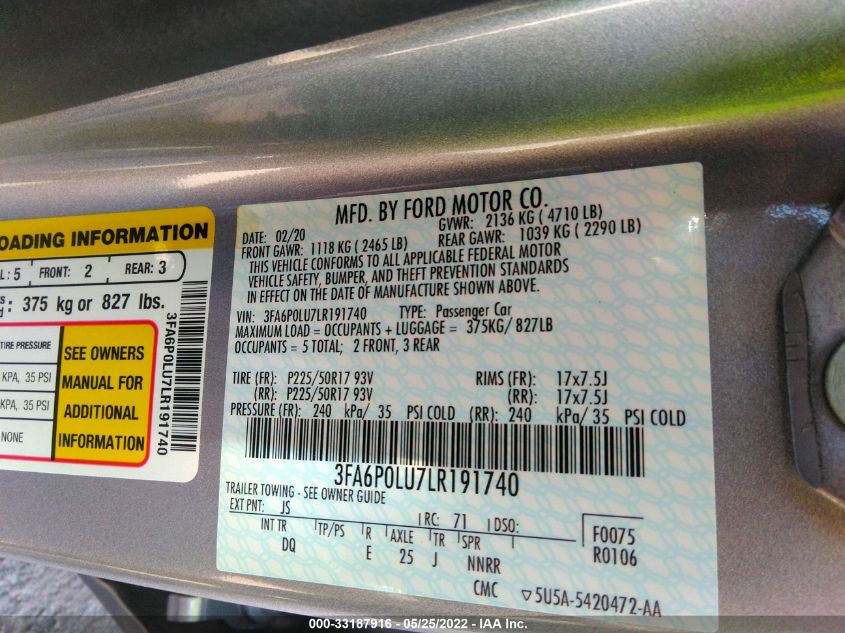 OADING INFORMATION
L: 5 FRONT: 2 REAR: 3
: 375 kg or 827 lbs.
TIRE PRESSURE
KPA, 35 PSI
KPA, 35 PSI
NONE
SEE OWNERS
MANUAL FOR
ADDITIONAL
INFORMATION
3FA6P0LU7LR191740
MFD. BY FORD MOTOR CO.
DATE: 02/20 GVWR: 2136 KG ( 4710 LB)
FRONT GAWR: 1118 KG ( 2465 LB) REAR GAWR: 1039 KG ( 2290 LB)
THIS VEHICLE CONFORMS TO ALL APPLICABLE FEDERAL MOTOR
VEHICLE SAFETY, BUMPER, AND THEFT PREVENTION STANDARDS
IN EFFECT ON THE DATE OF MANUFACTURE SHOWN ABOVE.
VIN: 3FA6P0LU7LR191740 TYPE: Passenger Car
MAXIMUM LOAD = OCCUPANTS + LUGGAGE = 375KG/ 827LB
OCCUPANTS = 5 TOTAL; 2 FRONT, 3 REAR
TIRE (FR): P225/50R17 93V RIMS (FR): 17x7.5J
(RR): P225/50R17 93V (RR): 17x7.5J
PRESSURE (FR): 240 kPa/ 35 PSI COLD (RR): 240 kPa/ 35 PSI COLD
3FA6P0LU7LR191740
TRAILER TOWING - SEE OWNER GUIDE
EXT PNT: JS RC: 71 DSO: F0075
INT TR TP/PS R AXLE TR SPR R0106
DQ E 25 J NNRR
CMC ▽5U5A-5420472-AA
000-33187916 - 05/25/2022 - IAA Inc.